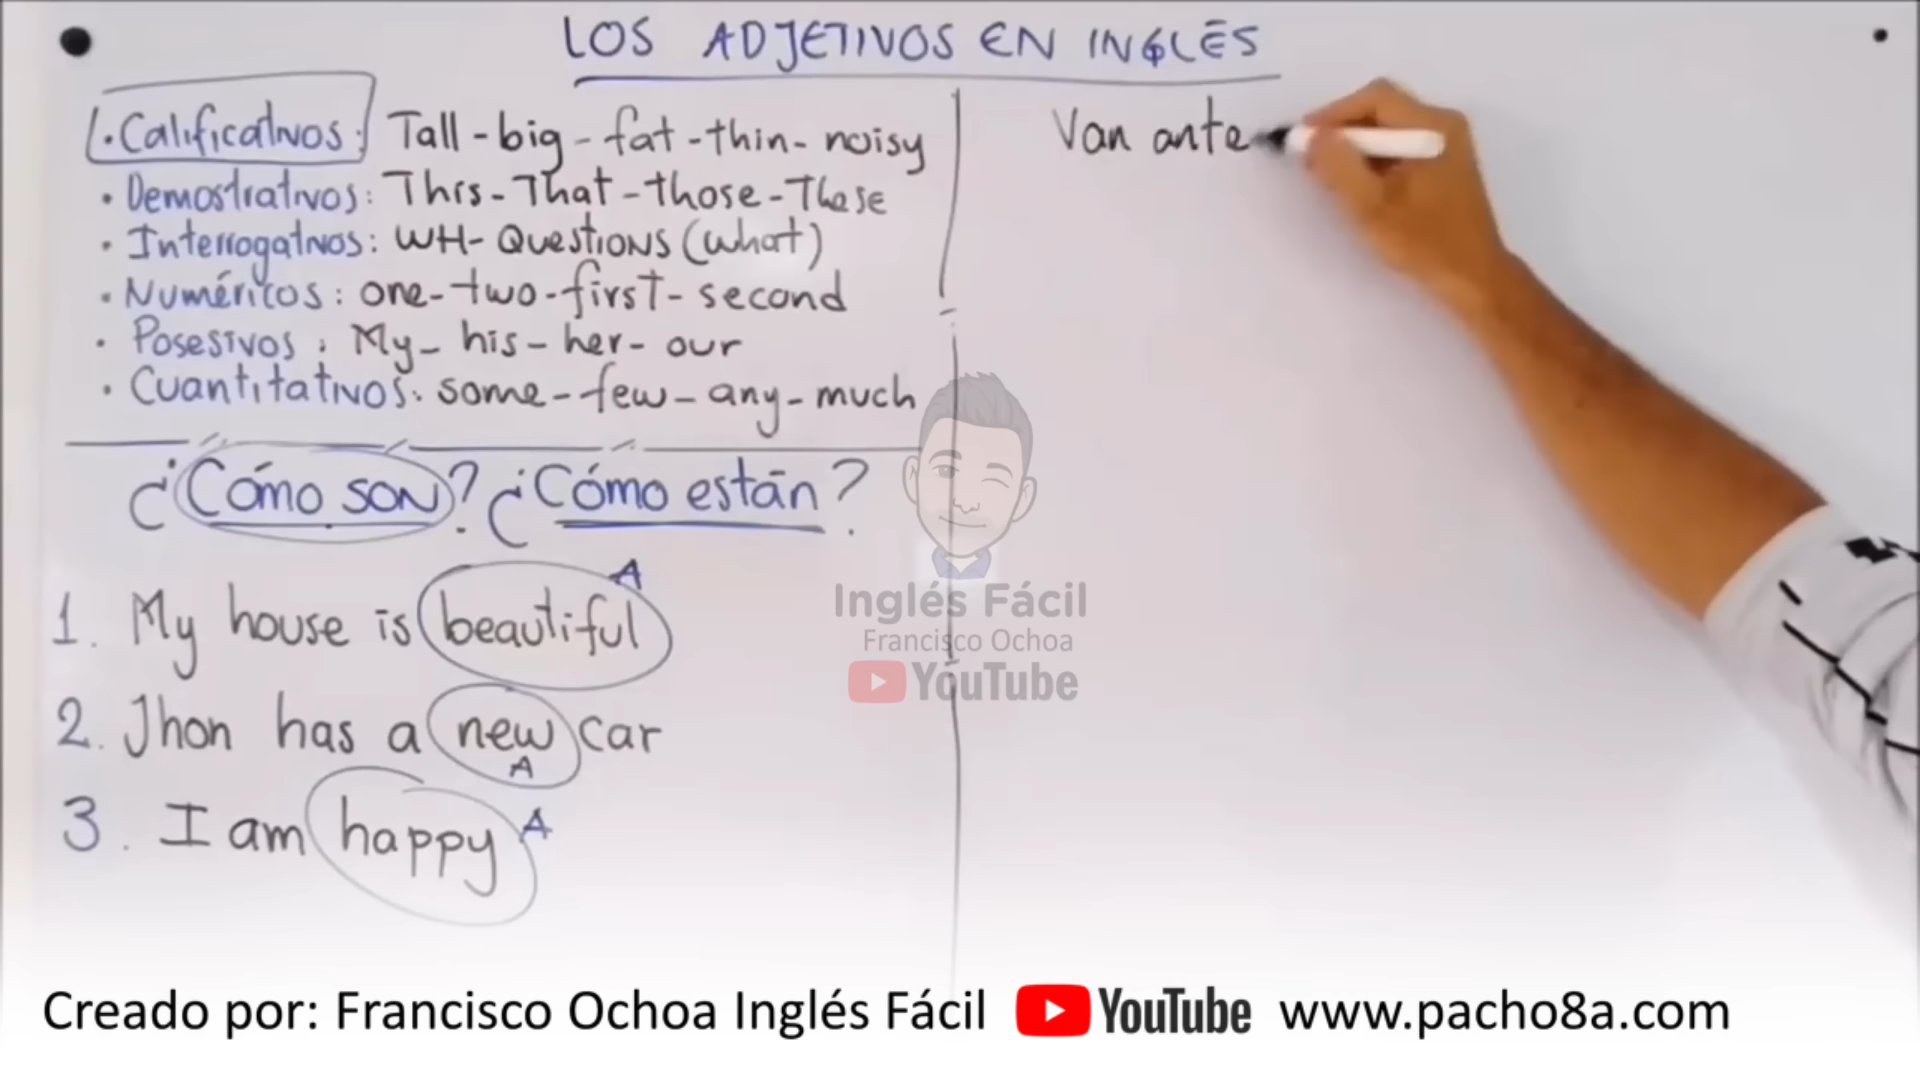 LOS ADJETIVOS EN INGLÉS
• Calificativos: Tall - big - fat - thin - noisy
• Demostrativos: This - That - those - These
• Interrogativos: WH- Questions (what)
• Numéricos: one - two - first - second
• Posesivos: My - his - her - our
• Cuantitativos: some - few - any - much
¿Cómo son? ¿Cómo están?
1. My house is beautiful A
2. Jhon has a new car
A
3. I am happy A
Van ante
Inglés Fácil
Francisco Ochoa
YouTube
Creado por: Francisco Ochoa Inglés Fácil YouTube www.pacho8a.com